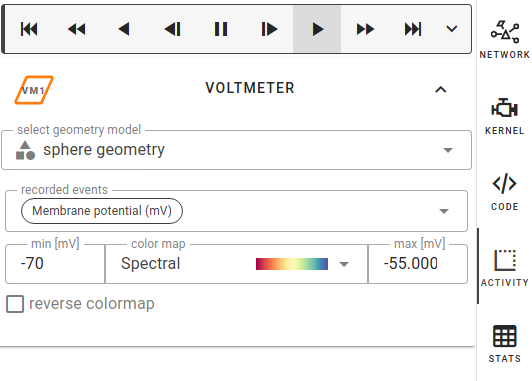 NETWORK
VM1
VOLTMETER
select geometry model
sphere geometry
KERNEL
recorded events
Membrane potential (mV)
CODE
min [mV]
color map
max [mV]
-70
Spectral
-55.000
ACTIVITY
reverse colormap
STATS